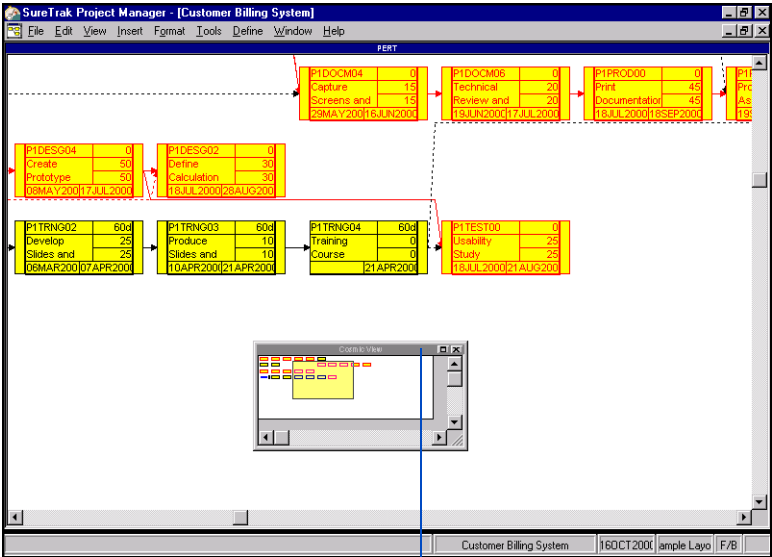 SureTrak Project Manager - [Customer Billing System]
File Edit View Insert Format Tools Define Window Help
PERT
P1DOCM04 0
Capture 15
Screens and 15
29MAY200 16JUN2000
P1DOCM06 0
Technical 20
Review and 20
19JUN2000 17JUL2000
P1PROD00 0
Print 45
Documentation 45
18JUL2000 18SEP2000
P1DESG04 0
Create 50
Prototype 50
08MAY200 17JUL2000
P1DESG02 0
Define 30
Calculation 30
18JUL2000 28AUG200
P1TRNG02 60d
Develop 25
Slides and 25
06MAR200 07APR2000
P1TRNG03 60d
Produce 10
Slides and 10
10APR200 21APR2000
P1TRNG04 60d
Training 0
Course 0
21APR2000
P1TEST00 0
Usability 25
Study 25
18JUL2000 21AUG200
Cosmic View
Customer Billing System 16OCT2000 ample Layo F/B